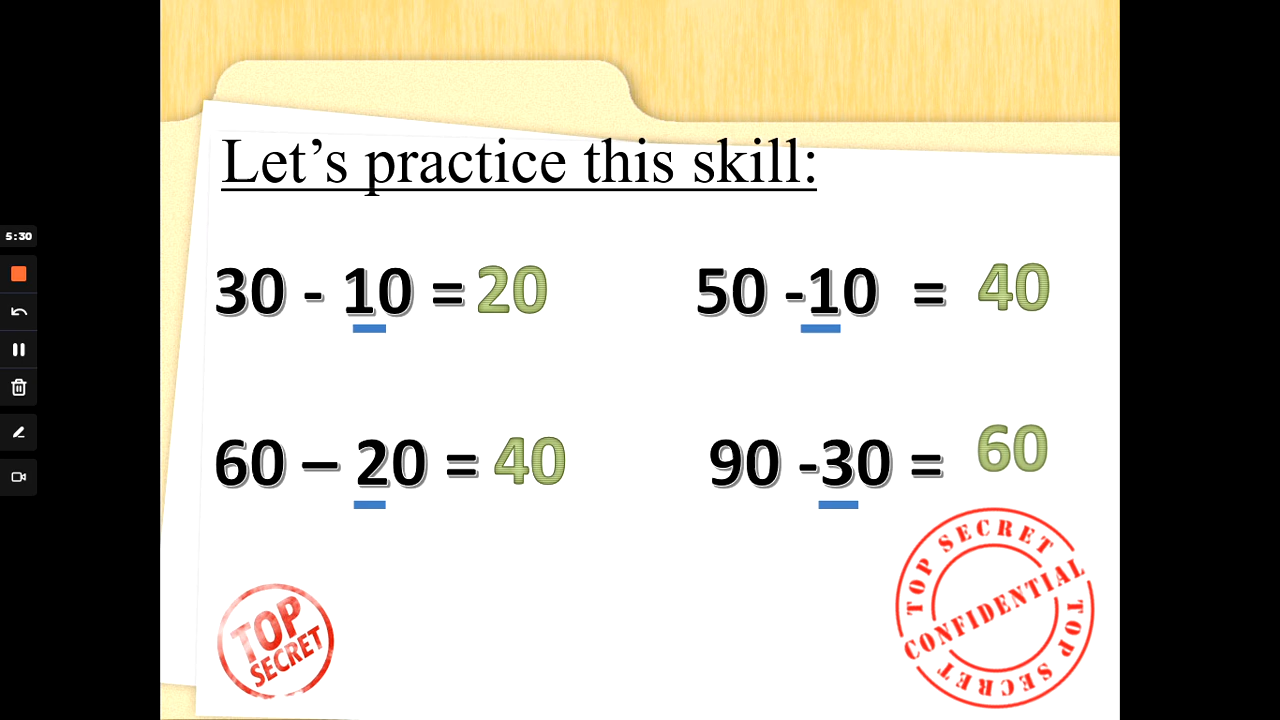 Let's practice this skill:
5:30
30 - 10 = 20
50 -10 = 40
60 – 20 = 40
90 -30 = 60
TOP SECRET
CONFIDENTIAL
TOP SECRET
TOP
SECRET